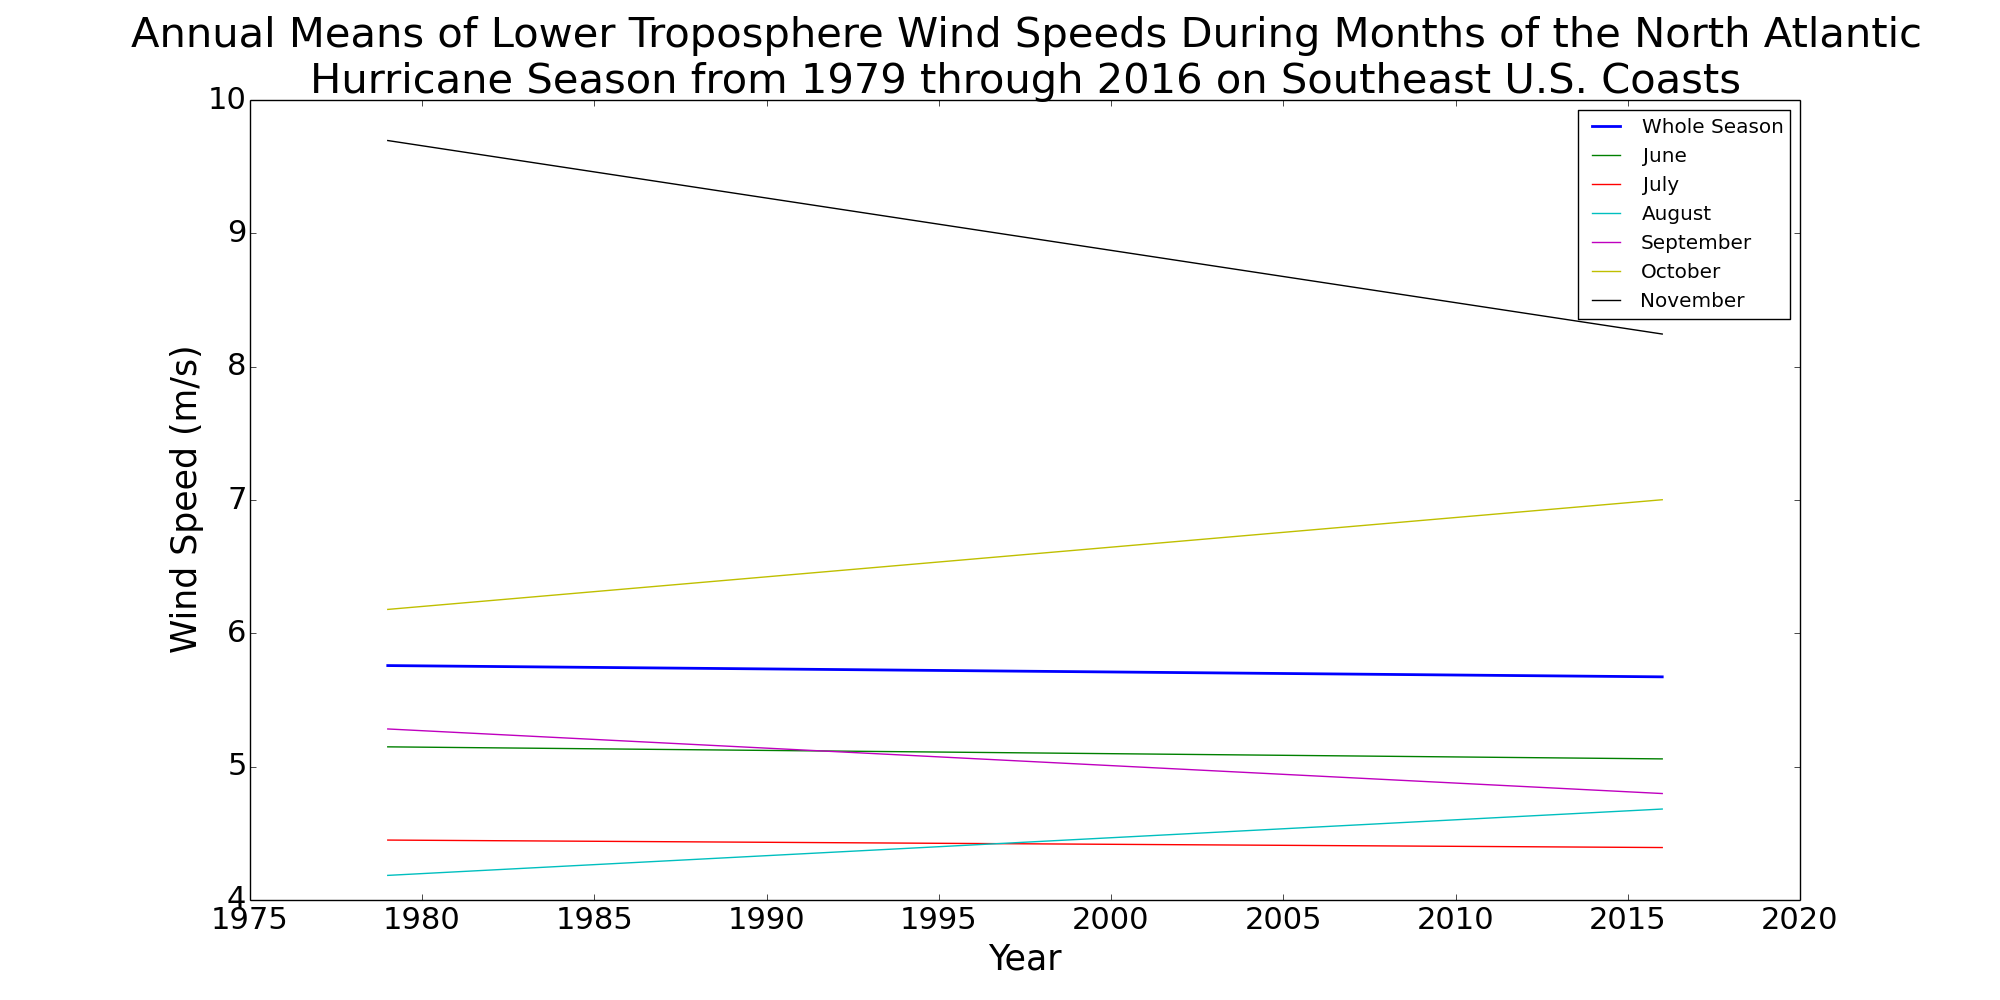 Annual Means of Lower Troposphere Wind Speeds During Months of the North Atlantic
Hurricane Season from 1979 through 2016 on Southeast U.S. Coasts
10
9
8
7
6
5
4
Wind Speed (m/s)
Whole Season
June
July
August
September
October
November
1975 1980 1985 1990 1995 2000 2005 2010 2015 2020
Year